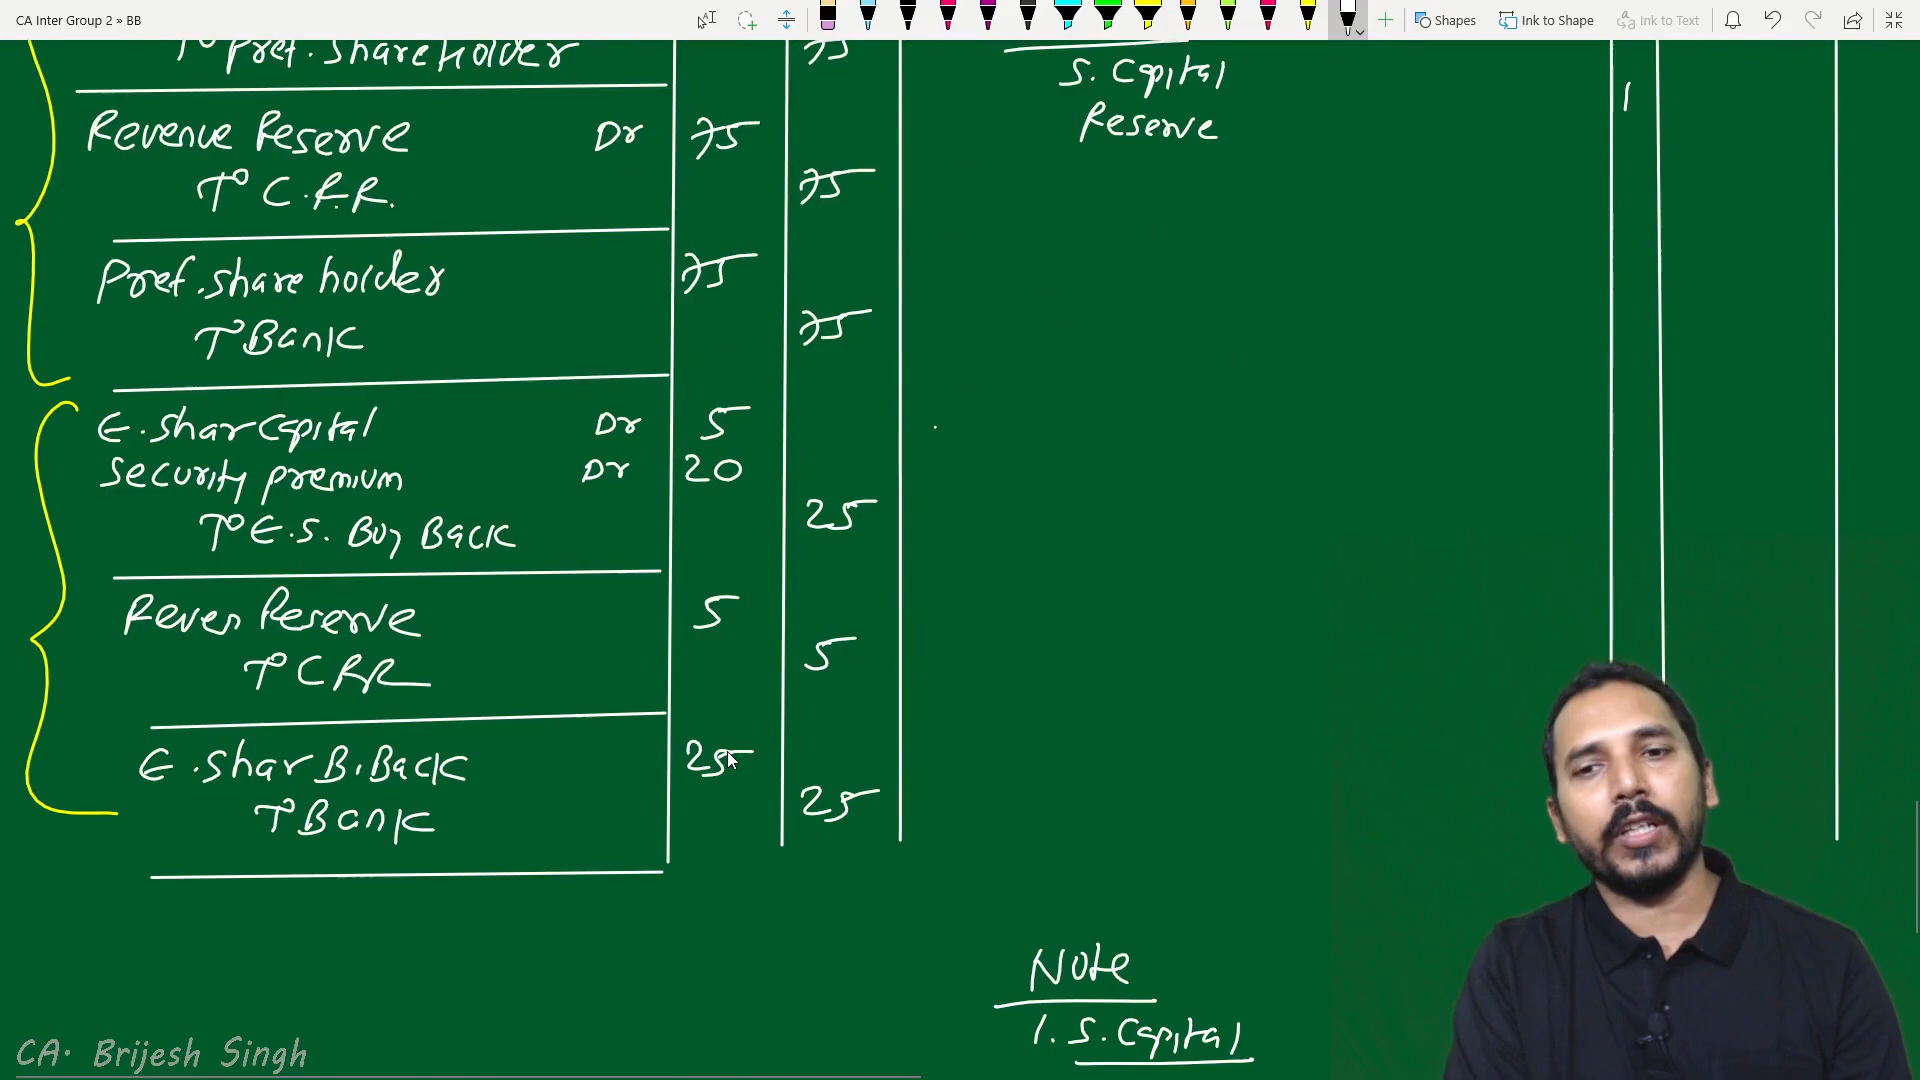 CA Inter Group 2 » BB
Shapes
Ink to Shape
Ink to Text
To Pref. Shareholder 75
Revenue Reserve Dr 75
To C.R.R. 75
Pref. share holder 75
To Bank 75
E. Shar Capital Dr 5
Security premium Dr 20
To E.S. Buy Back 25
Reven Reserve 5
To CRR 5
E. Shar B. Back 25
To Bank 25
S. Capital 1
Reserve
Note
1. S. Capital
CA. Brijesh Singh